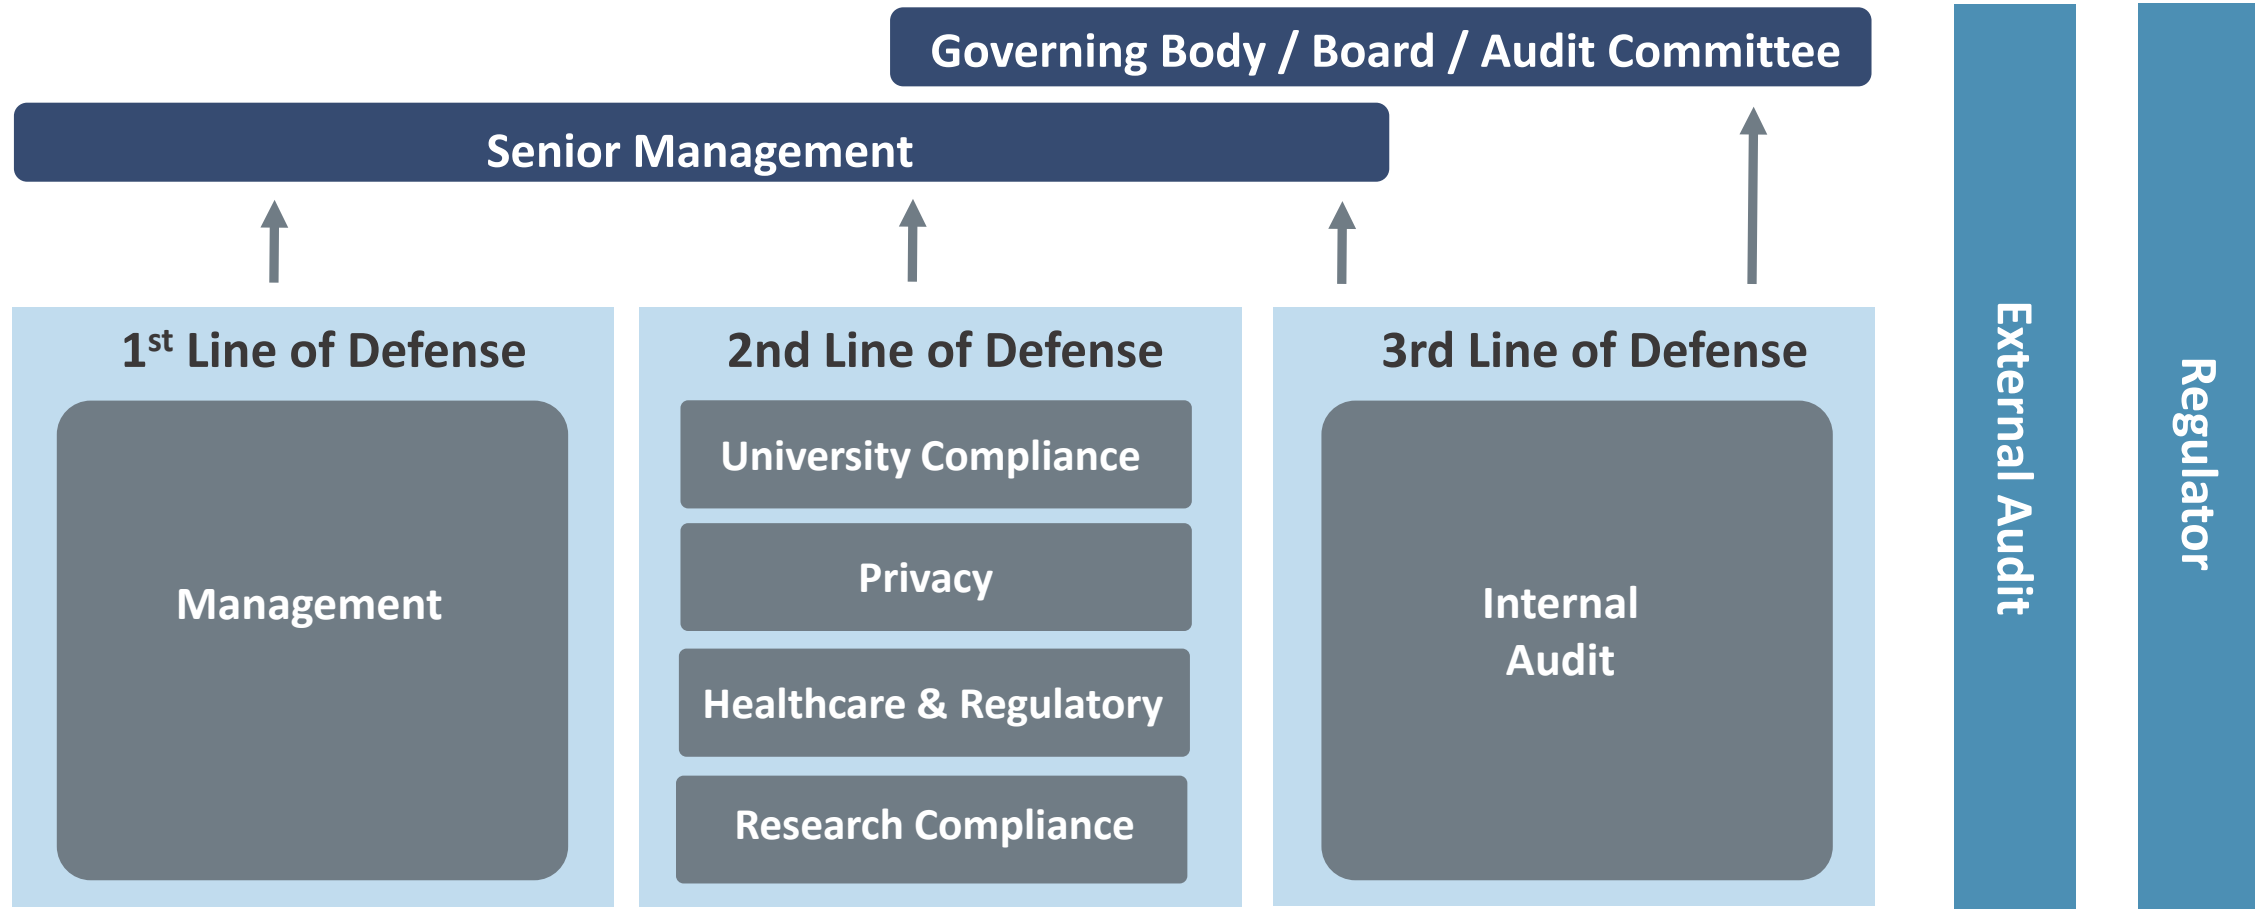 Governing Body / Board / Audit Committee
Senior Management
1st Line of Defense
Management
2nd Line of Defense
University Compliance
Privacy
Healthcare & Regulatory
Research Compliance
3rd Line of Defense
Internal
Audit
External Audit
Regulator